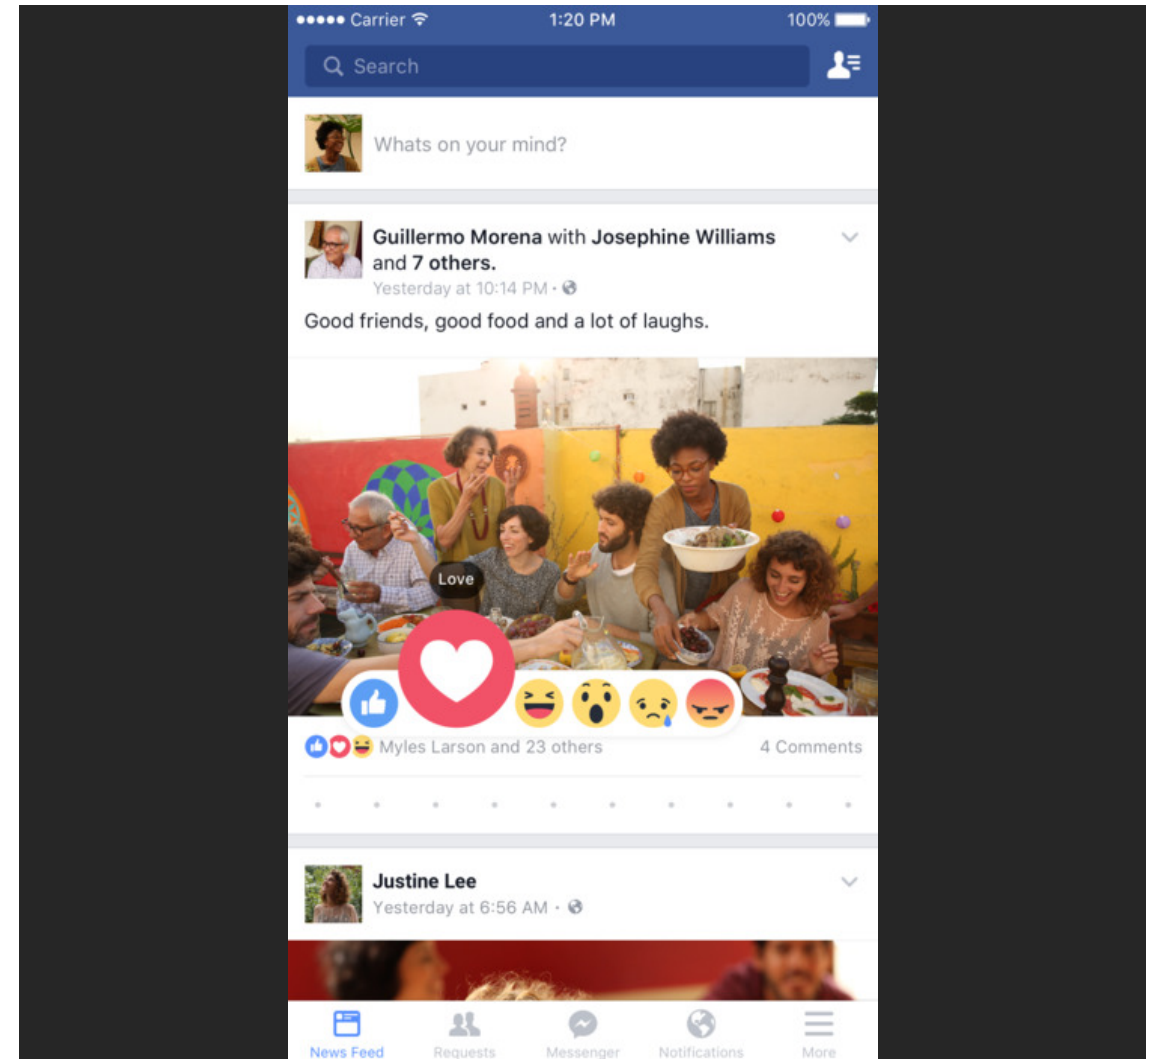 Carrier 1:20 PM 100%
Search
Whats on your mind?
Guillermo Morena with Josephine Williams
and 7 others.
Yesterday at 10:14 PM ·
Good friends, good food and a lot of laughs.
Love
Myles Larson and 23 others 4 Comments
Justine Lee
Yesterday at 6:56 AM ·
News Feed Requests Messenger Notifications More